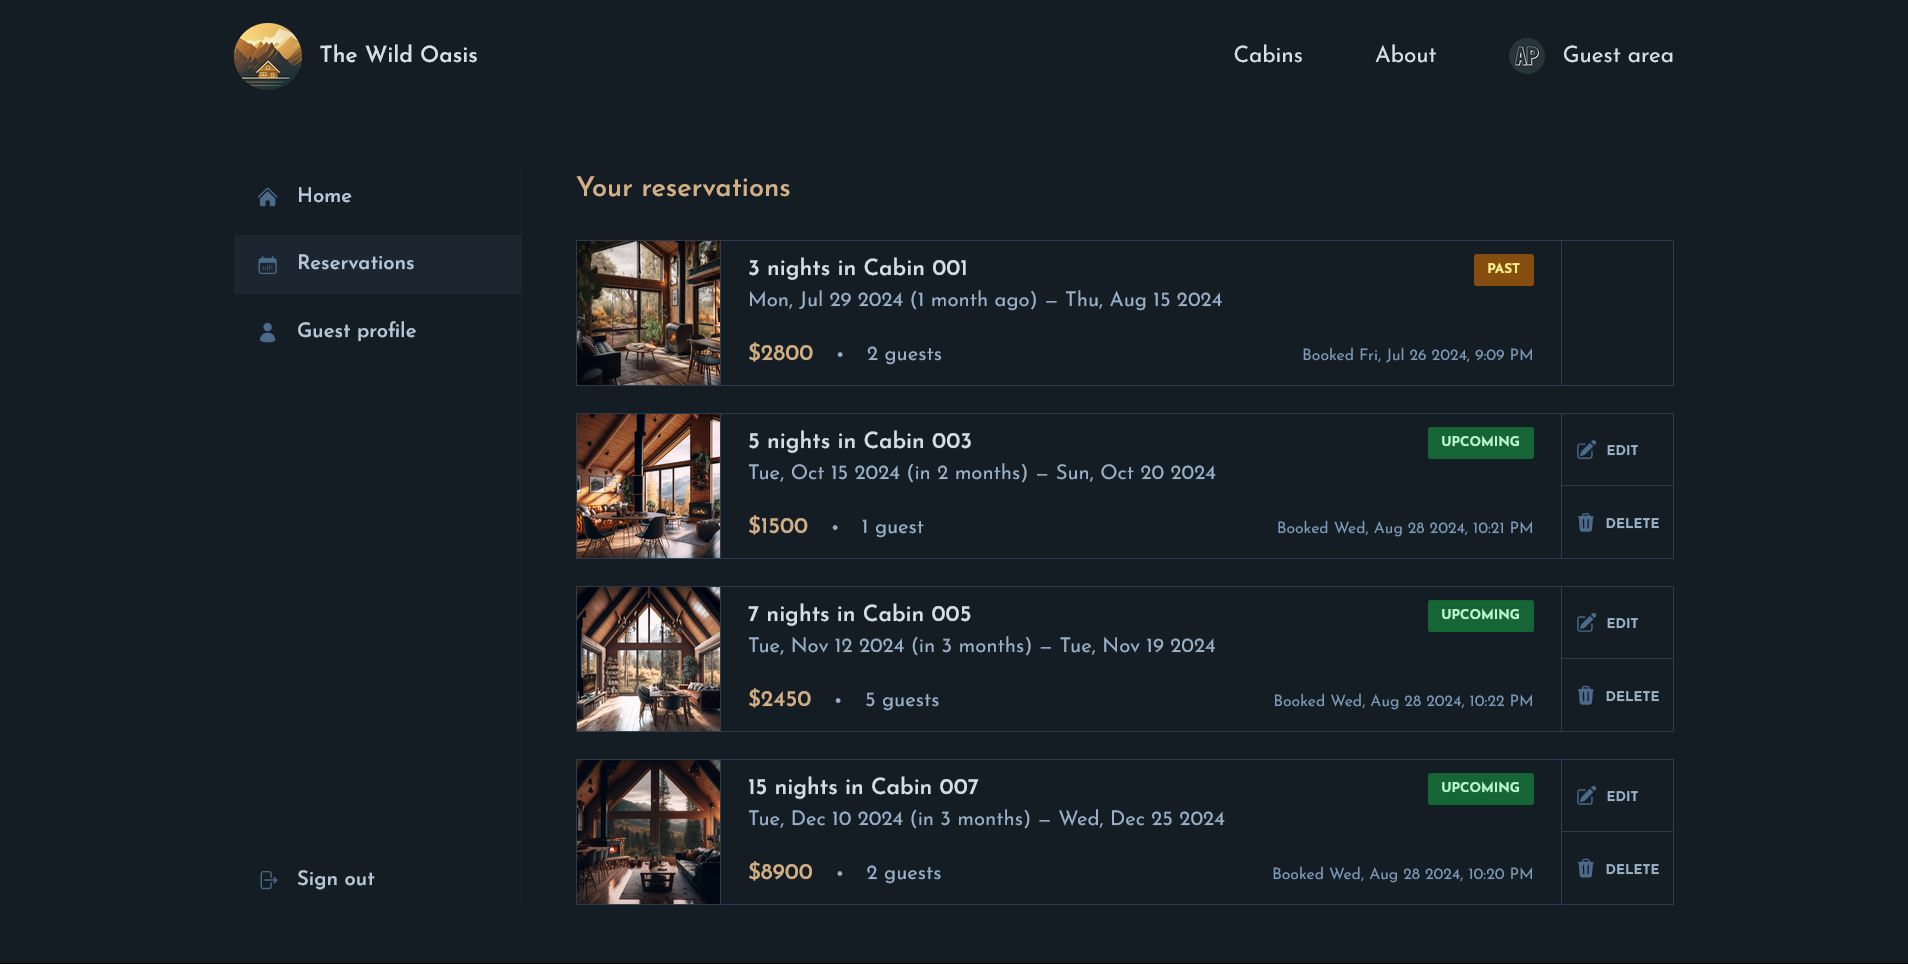 The Wild Oasis
Cabins
About
AP
Guest area
Home
Reservations
Guest profile
Sign out
Your reservations
3 nights in Cabin 001
PAST
Mon, Jul 29 2024 (1 month ago) – Thu, Aug 15 2024
$2800 • 2 guests
Booked Fri, Jul 26 2024, 9:09 PM
5 nights in Cabin 003
UPCOMING
Tue, Oct 15 2024 (in 2 months) – Sun, Oct 20 2024
$1500 • 1 guest
Booked Wed, Aug 28 2024, 10:21 PM
EDIT
DELETE
7 nights in Cabin 005
UPCOMING
Tue, Nov 12 2024 (in 3 months) – Tue, Nov 19 2024
$2450 • 5 guests
Booked Wed, Aug 28 2024, 10:22 PM
EDIT
DELETE
15 nights in Cabin 007
UPCOMING
Tue, Dec 10 2024 (in 3 months) – Wed, Dec 25 2024
$8900 • 2 guests
Booked Wed, Aug 28 2024, 10:20 PM
EDIT
DELETE